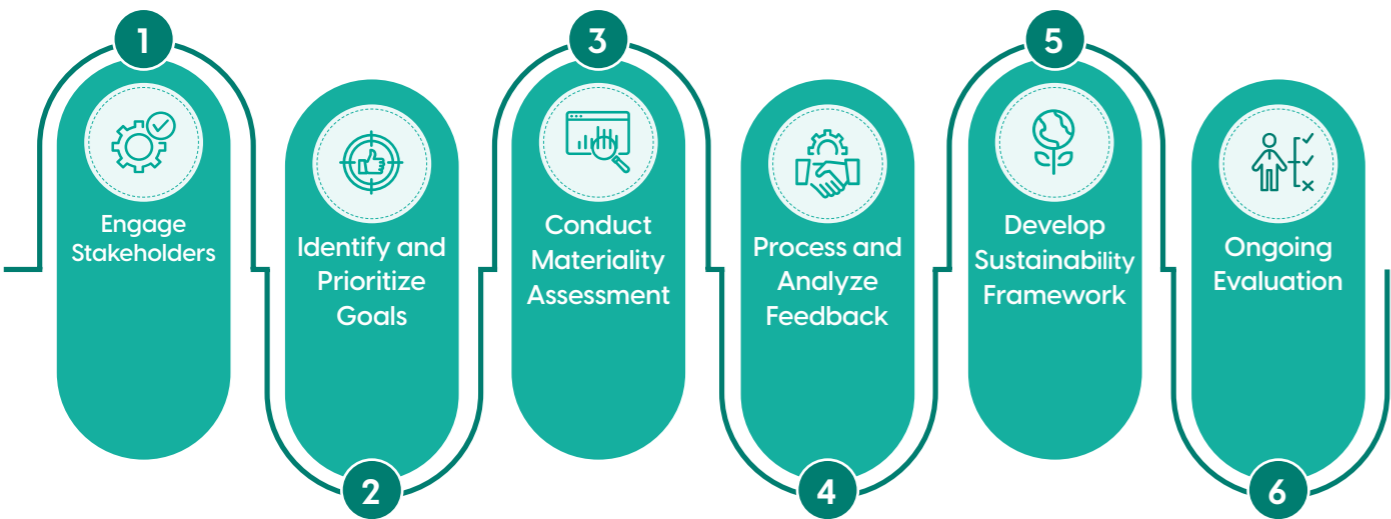 1
Engage
Stakeholders
2
Identify and
Prioritize
Goals
3
Conduct
Materiality
Assessment
4
Process and
Analyze
Feedback
5
Develop
Sustainability
Framework
6
Ongoing
Evaluation